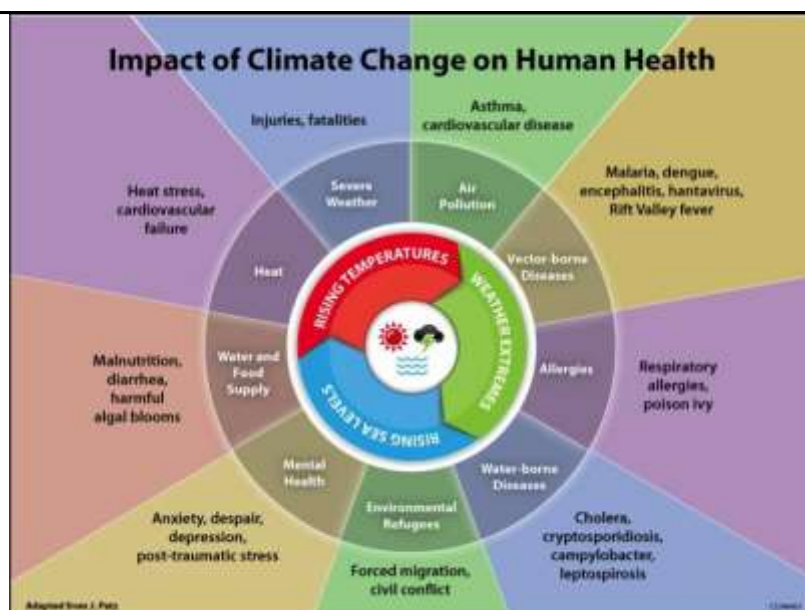 Impact of Climate Change on Human Health
Injuries, fatalities
Asthma,
cardiovascular disease
Malaria, dengue,
encephalitis, hantavirus,
Rift Valley fever
Respiratory
allergies,
poison ivy
Cholera,
cryptosporidiosis,
campylobacter,
leptospirosis
Forced migration,
civil conflict
Anxiety, despair,
depression,
post-traumatic stress
Malnutrition,
diarrhea,
harmful
algal blooms
Heat stress,
cardiovascular
failure
Severe
Weather
Air
Pollution
Vector-borne
Diseases
Allergies
Water-borne
Diseases
Environmental
Refugees
Mental
Health
Water and
Food
Supply
Heat
RISING TEMPERATURES
WEATHER EXTREMES
RISING SEA LEVELS
Adapted from J. Patz